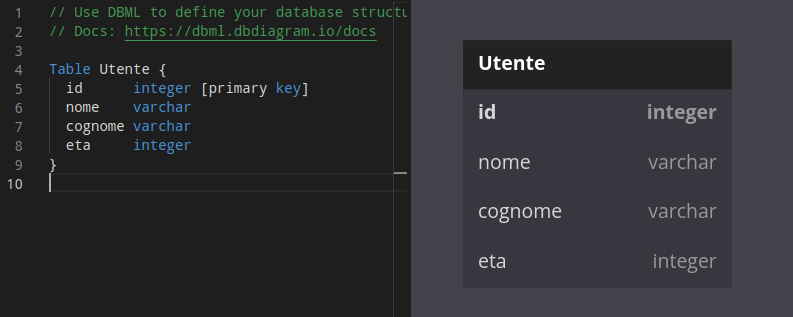 1 // Use DBML to define your database structu
2 // Docs: https://dbml.dbdiagram.io/docs
3
4 Table Utente {
5 id integer [primary key]
6 nome varchar
7 cognome varchar
8 eta integer
9 }
10
Utente
id integer
nome varchar
cognome varchar
eta integer